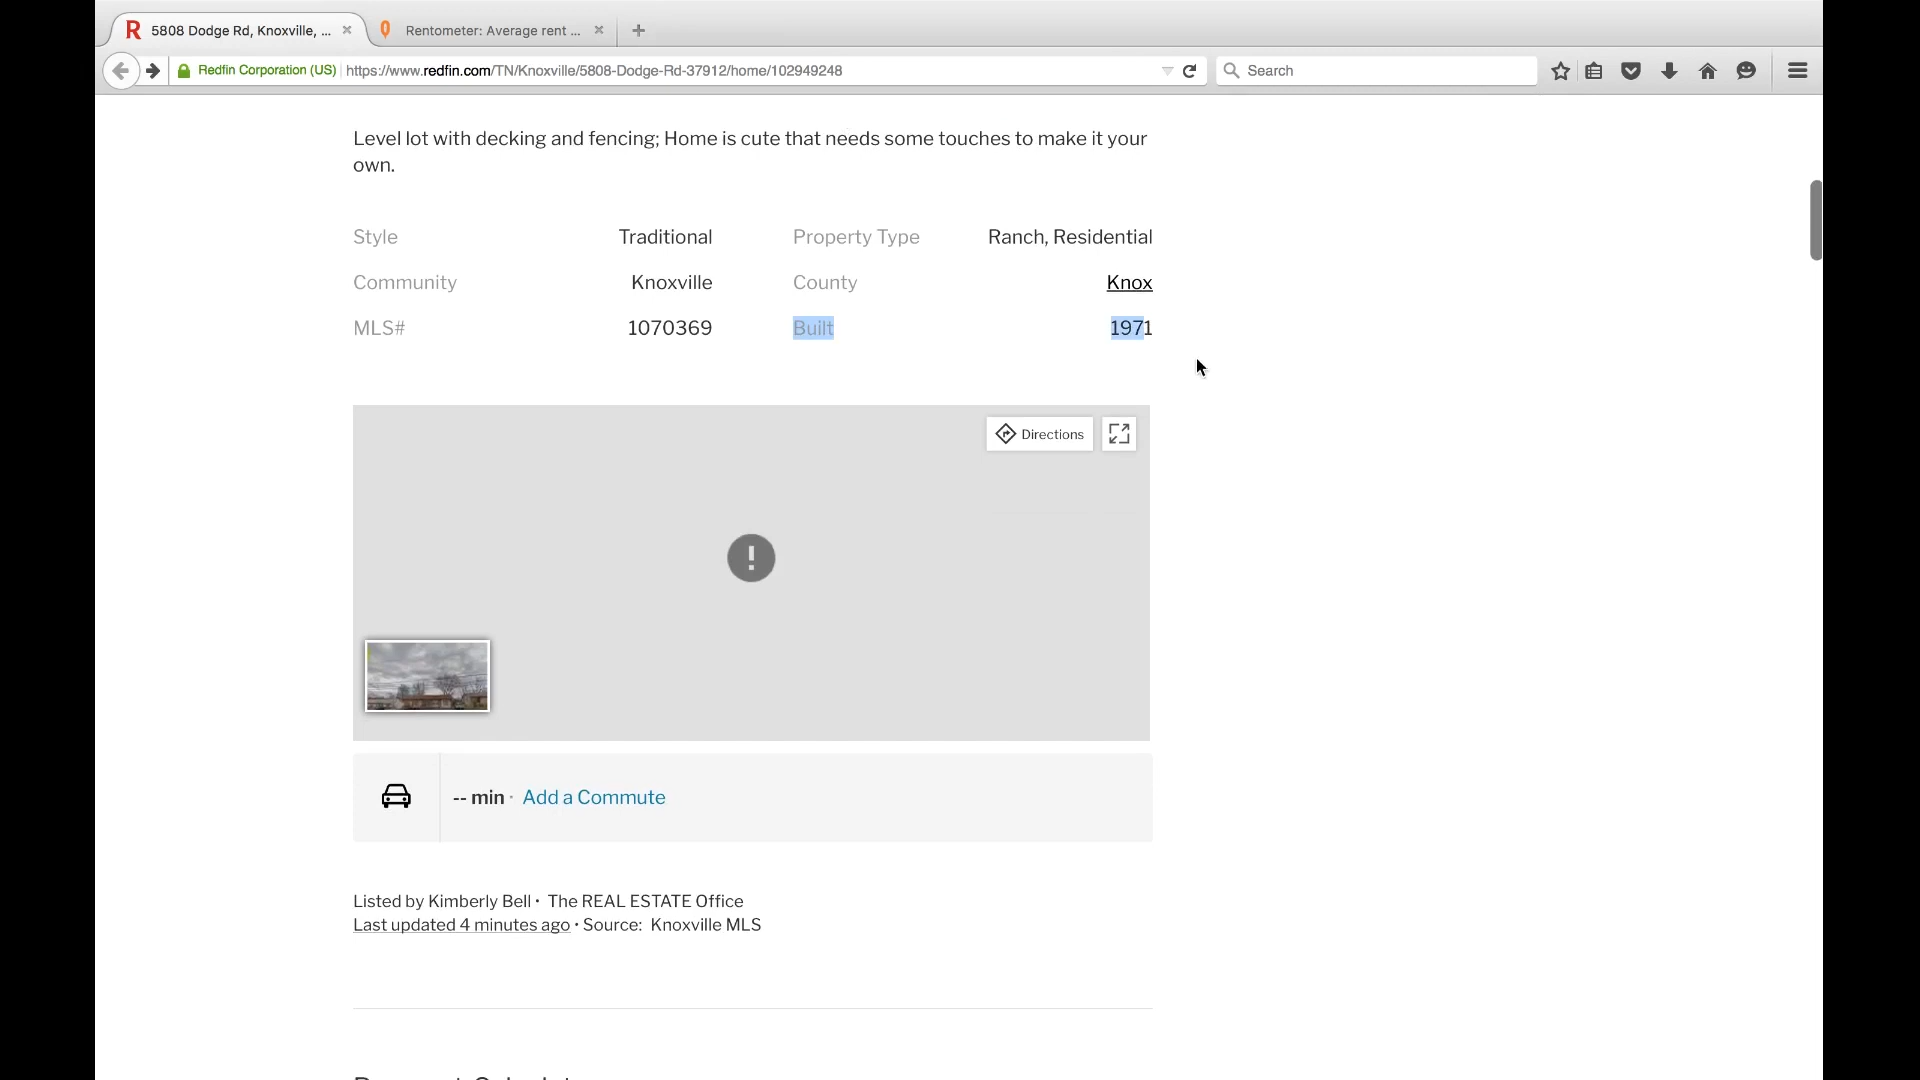 5808 Dodge Rd, Knoxville, ...
Rentometer: Average rent ...
Redfin Corporation (US) https://www.redfin.com/TN/Knoxville/5808-Dodge-Rd-37912/home/102949248 Search
Level lot with decking and fencing; Home is cute that needs some touches to make it your
own.
Style Traditional Property Type Ranch, Residential
Community Knoxville County Knox
MLS# 1070369 Built 1971
Directions
-- min · Add a Commute
Listed by Kimberly Bell • The REAL ESTATE Office
Last updated 4 minutes ago • Source: Knoxville MLS